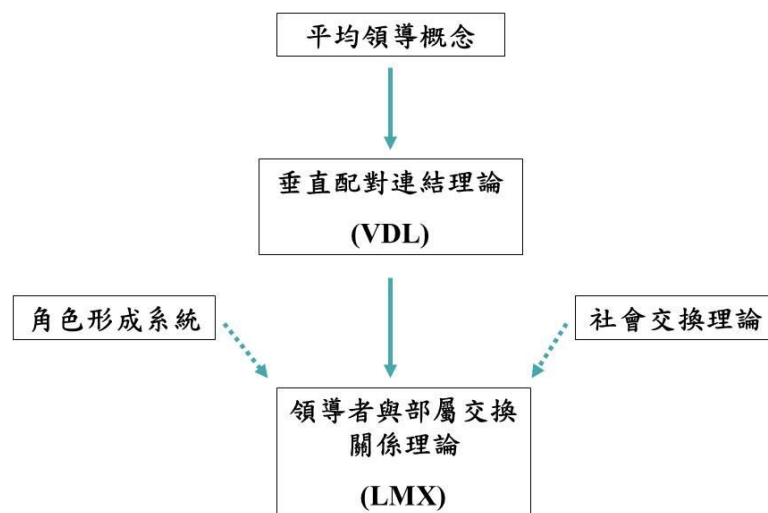 平均領導概念
垂直配對連結理論
(VDL)
角色形成系統
社會交換理論
領導者與部屬交換
關係理論
(LMX)